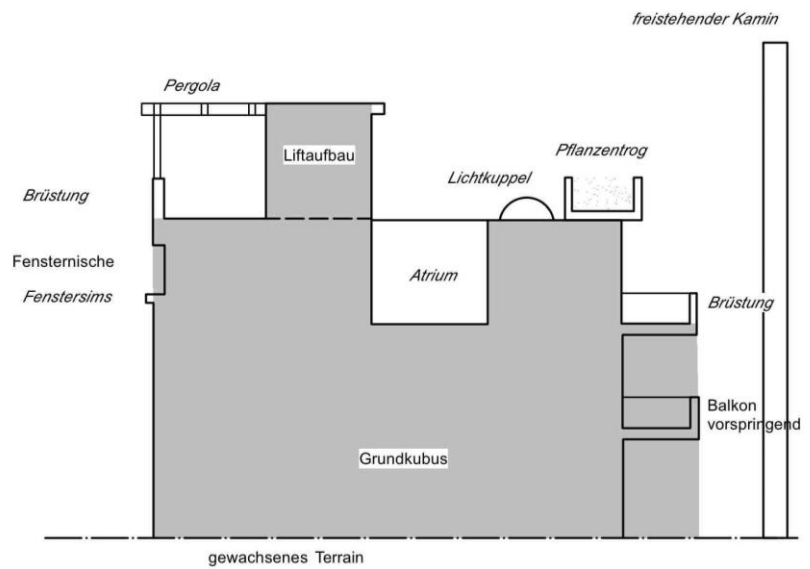 freistehender Kamin
Pergola
Liftaufbau
Pflanzentrog
Lichtkuppel
Brüstung
Fensternische
Atrium
Fenstersims
Brüstung
Balkon
vorspringend
Grundkubus
gewachsenes Terrain